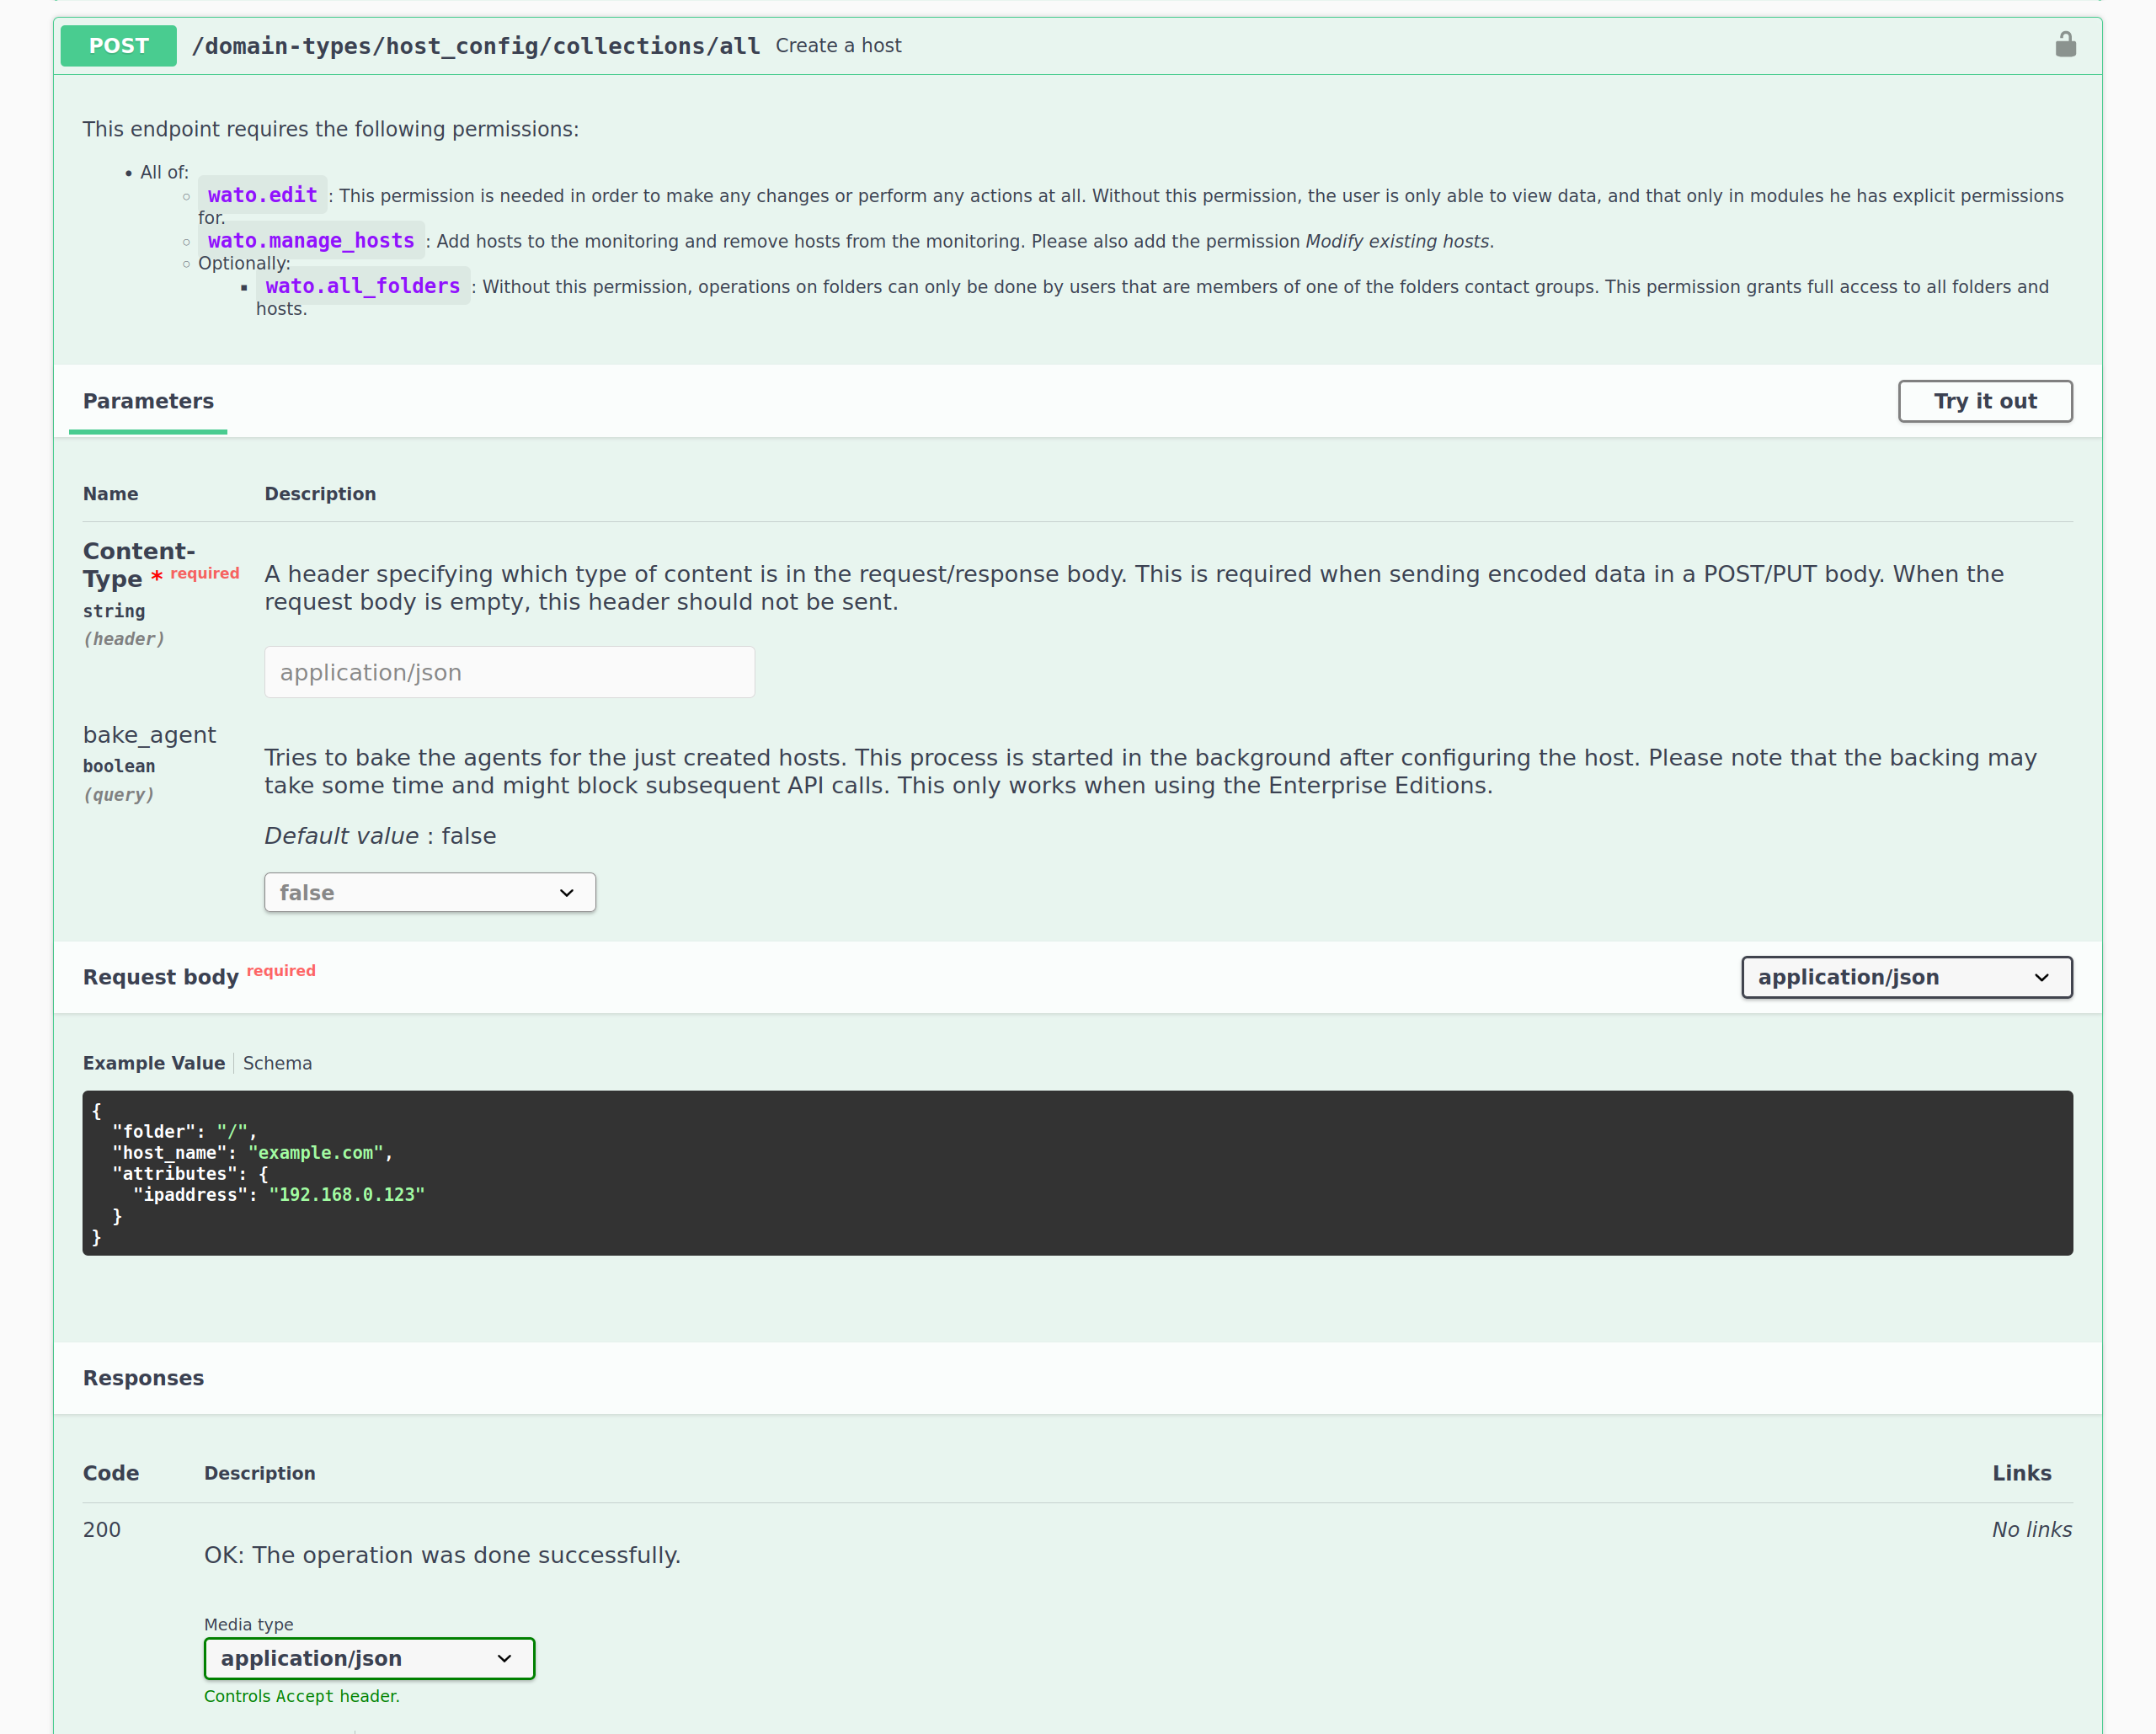 POST /domain-types/host_config/collections/all Create a host
This endpoint requires the following permissions:
• All of:
○ wato.edit : This permission is needed in order to make any changes or perform any actions at all. Without this permission, the user is only able to view data, and that only in modules he has explicit permissions
for.
○ wato.manage_hosts : Add hosts to the monitoring and remove hosts from the monitoring. Please also add the permission Modify existing hosts.
○ Optionally:
▪ wato.all_folders : Without this permission, operations on folders can only be done by users that are members of one of the folders contact groups. This permission grants full access to all folders and
hosts.
Parameters
Try it out
Name Description
Content-
Type * required
string
(header)
A header specifying which type of content is in the request/response body. This is required when sending encoded data in a POST/PUT body. When the
request body is empty, this header should not be sent.
application/json
bake_agent
boolean
(query)
Tries to bake the agents for the just created hosts. This process is started in the background after configuring the host. Please note that the backing may
take some time and might block subsequent API calls. This only works when using the Enterprise Editions.
Default value : false
false
Request body required
application/json
Example Value Schema
{
  "folder": "/",
  "host_name": "example.com",
  "attributes": {
    "ipaddress": "192.168.0.123"
  }
}
Responses
Code Description Links
200
OK: The operation was done successfully.
No links
Media type
application/json
Controls Accept header.